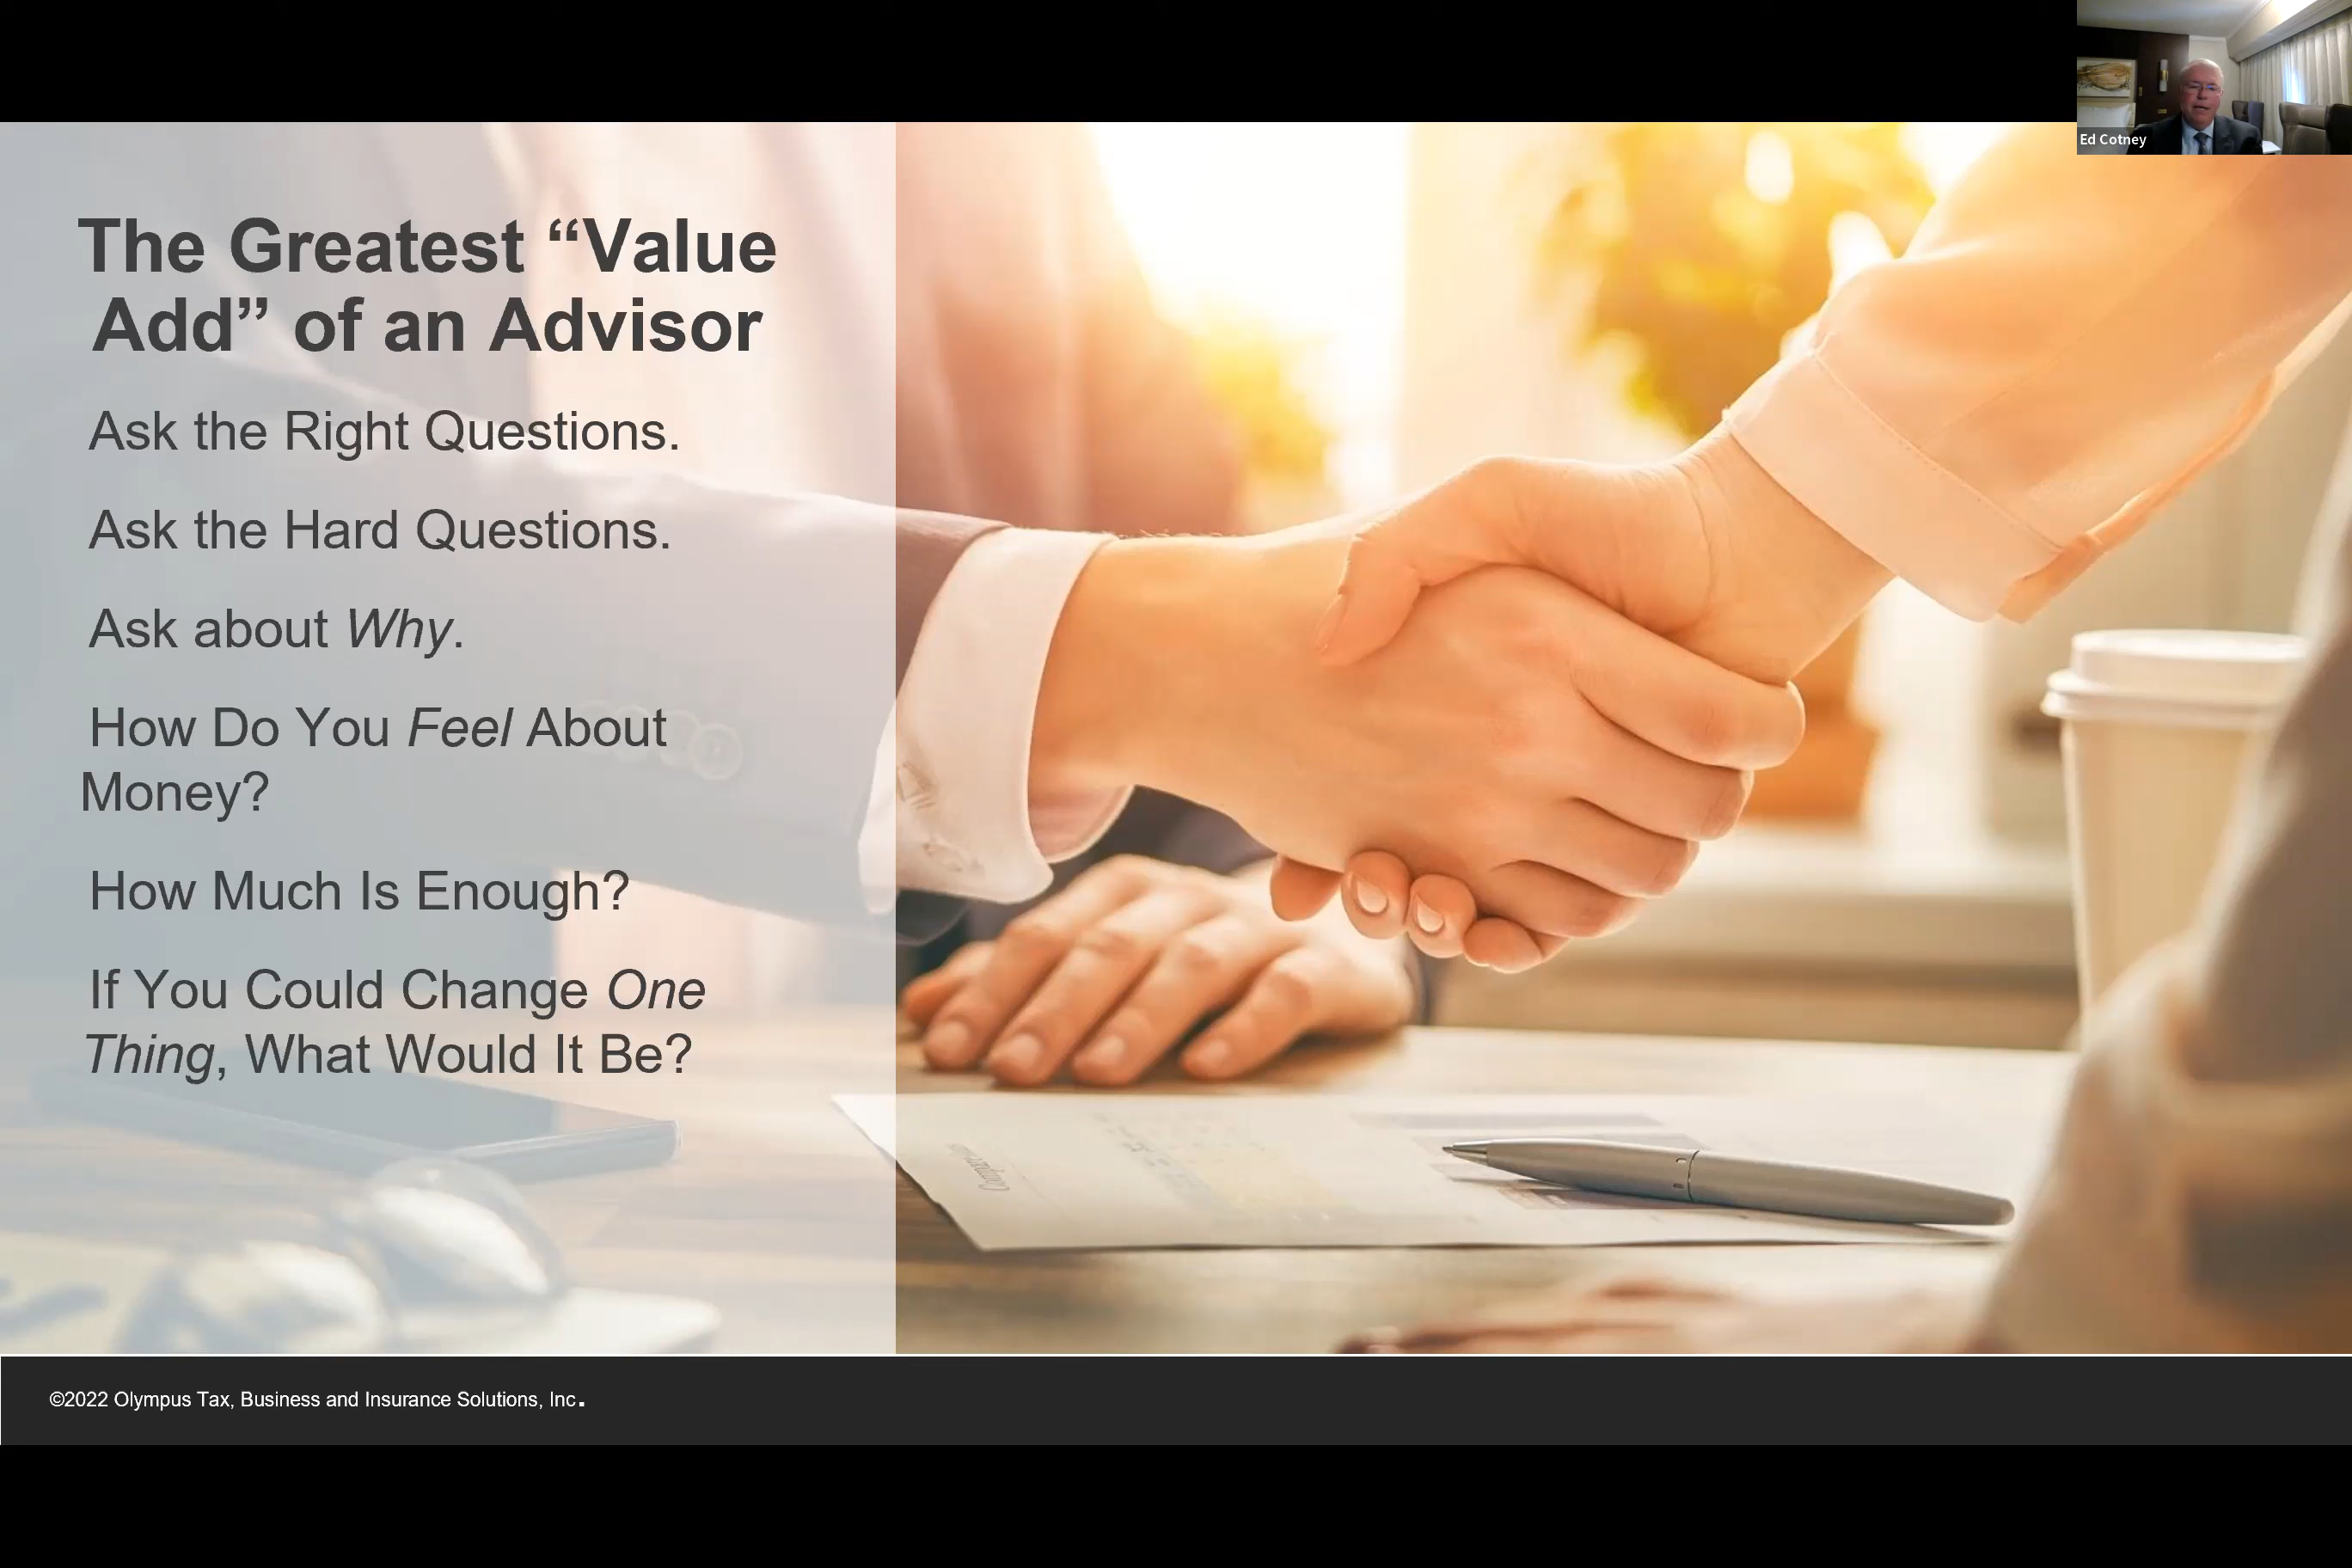 Ed Cotney
The Greatest “Value
Add” of an Advisor
Ask the Right Questions.
Ask the Hard Questions.
Ask about Why.
How Do You Feel About
Money?
How Much Is Enough?
If You Could Change One
Thing, What Would It Be?
Company
©2022 Olympus Tax, Business and Insurance Solutions, Inc.